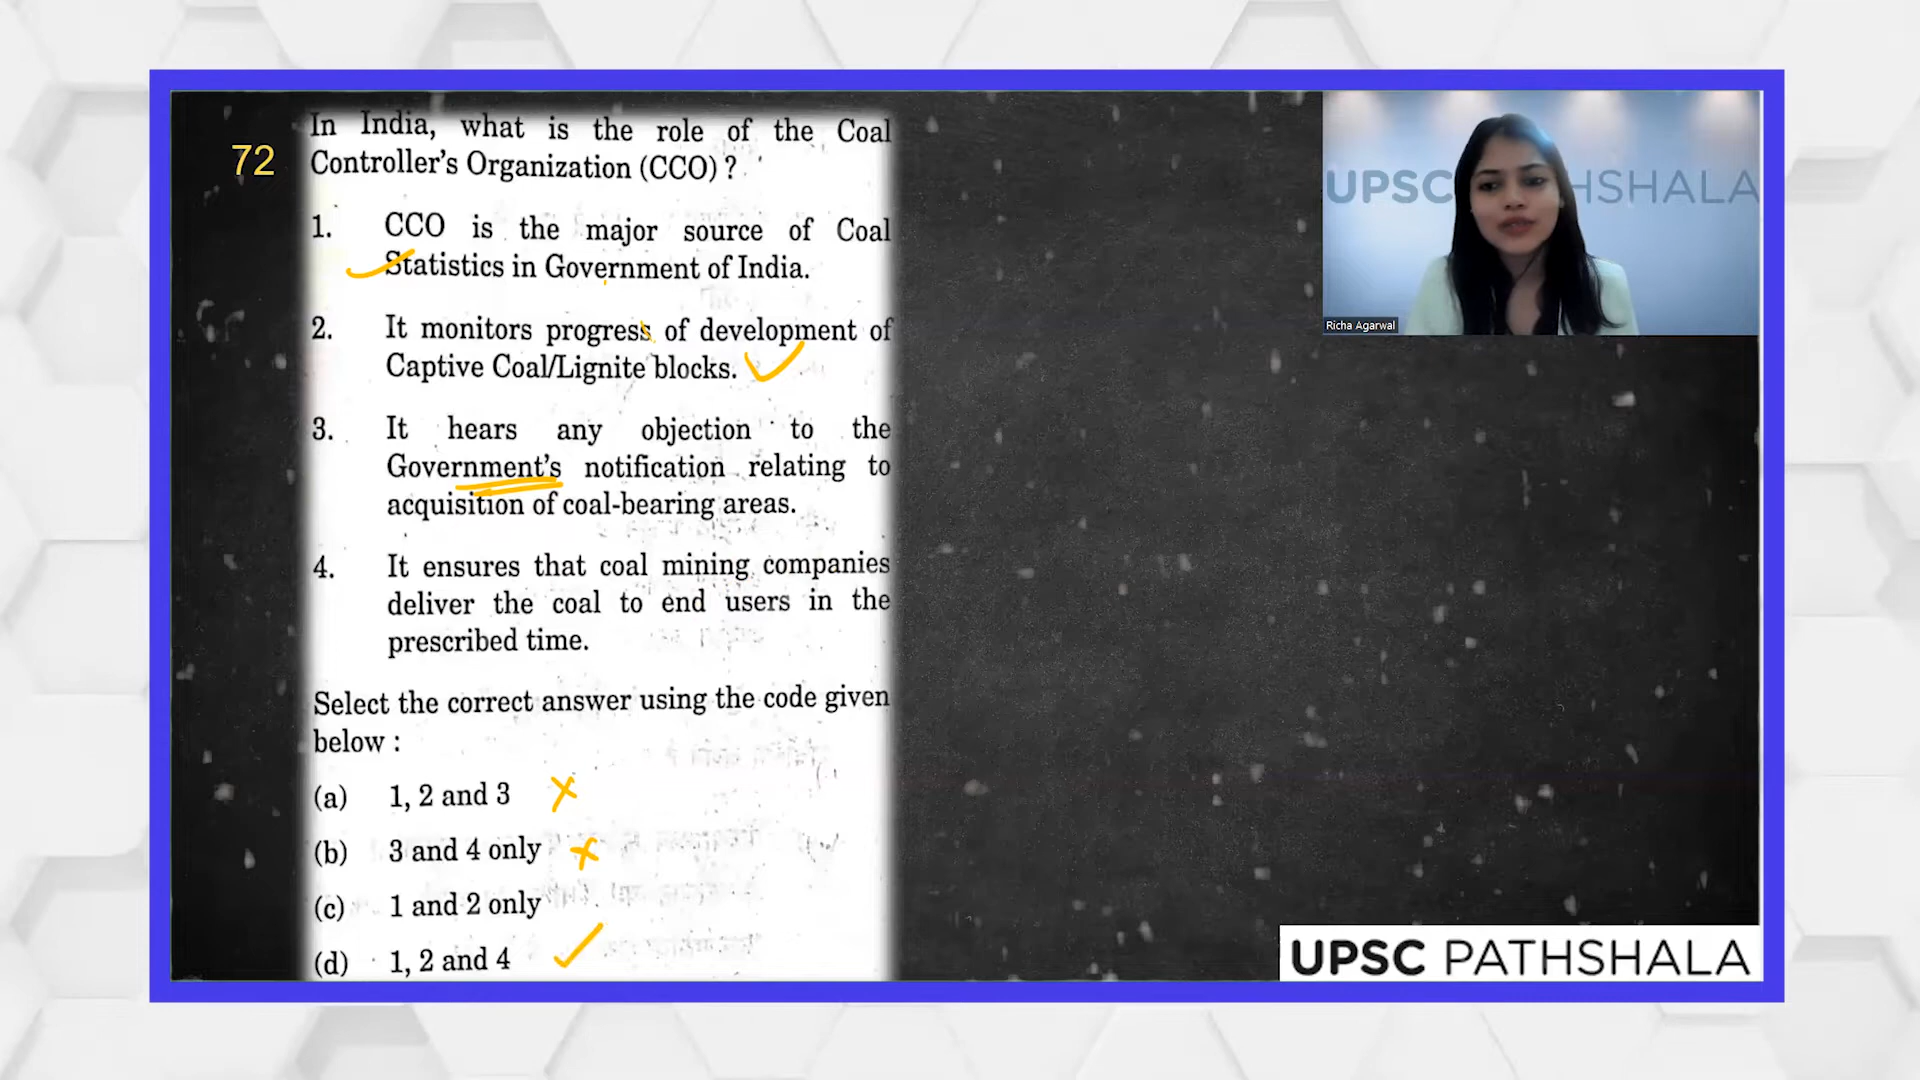 72
In India, what is the role of the Coal
Controller's Organization (CCO) ?
1. CCO is the major source of Coal
Statistics in Government of India.
2. It monitors progress of development of
Captive Coal/Lignite blocks.
3. It hears any objection to the
Government's notification relating to
acquisition of coal-bearing areas.
4. It ensures that coal mining companies
deliver the coal to end users in the
prescribed time.
Select the correct answer using the code given
below :
(a) 1, 2 and 3
(b) 3 and 4 only
(c) 1 and 2 only
(d) 1, 2 and 4
UPSC HSHALA
Richa Agarwal
UPSC PATHSHALA